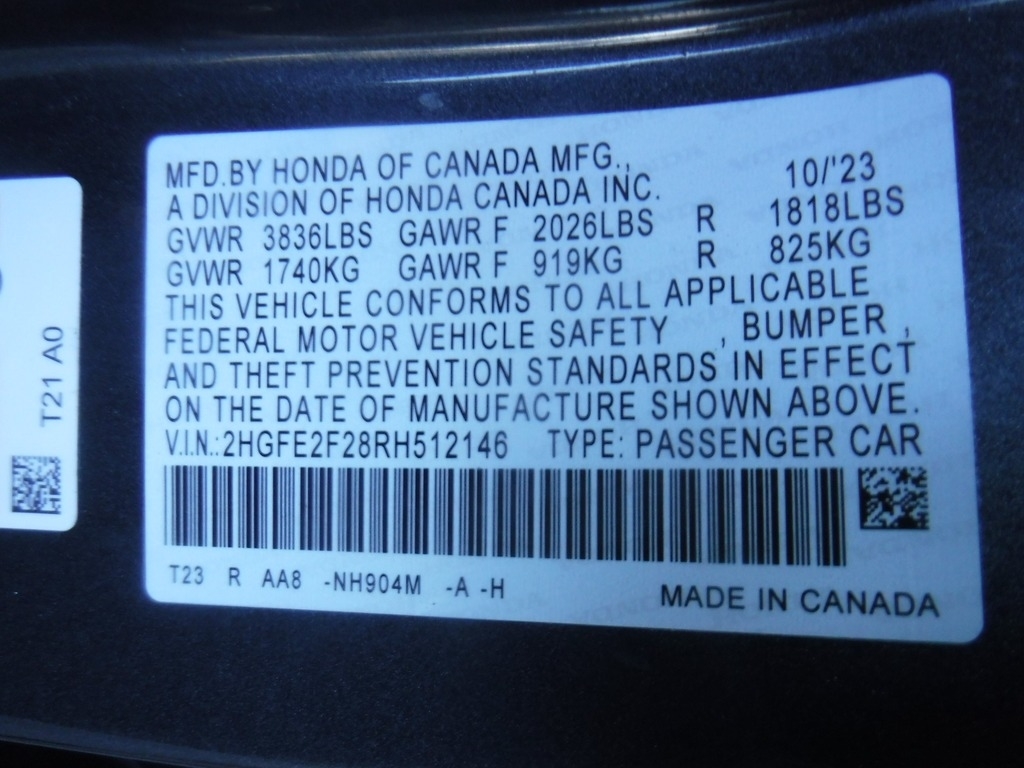 MFD.BY HONDA OF CANADA MFG., 10/'23
A DIVISION OF HONDA CANADA INC.
GVWR 3836LBS GAWR F 2026LBS R 1818LBS
GVWR 1740KG GAWR F 919KG R 825KG
THIS VEHICLE CONFORMS TO ALL APPLICABLE
FEDERAL MOTOR VEHICLE SAFETY , BUMPER ,
AND THEFT PREVENTION STANDARDS IN EFFECT
ON THE DATE OF MANUFACTURE SHOWN ABOVE.
V.I.N.:2HGFE2F28RH512146 TYPE: PASSENGER CAR
T23 R AA8 -NH904M -A -H
MADE IN CANADA
T21 A0